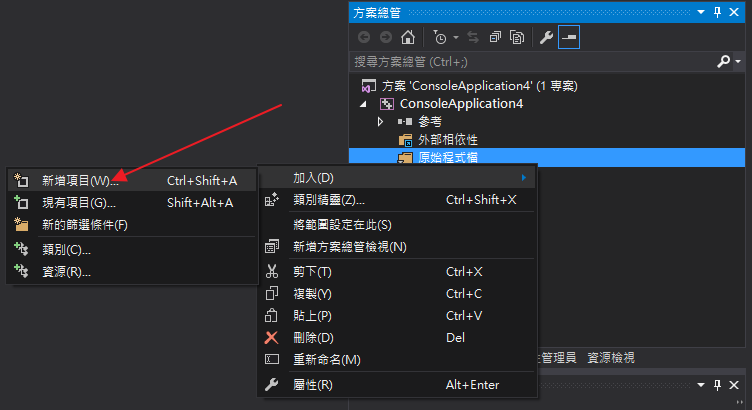 方案總管
搜尋方案總管 (Ctrl+;)
方案 'ConsoleApplication4' (1 專案)
ConsoleApplication4
參考
外部相依性
原始程式檔
加入(D)
類別精靈(Z)... Ctrl+Shift+X
將範圍設定在此(S)
新增方案總管檢視(N)
剪下(T) Ctrl+X
複製(Y) Ctrl+C
貼上(P) Ctrl+V
刪除(D) Del
重新命名(M)
屬性(R) Alt+Enter
新增項目(W)... Ctrl+Shift+A
現有項目(G)... Shift+Alt+A
新的篩選條件(F)
類別(C)...
資源(R)...
管理員 資源檢視